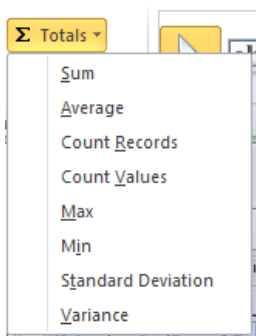 Σ Totals
Sum
Average
Count Records
Count Values
Max
Min
Standard Deviation
Variance